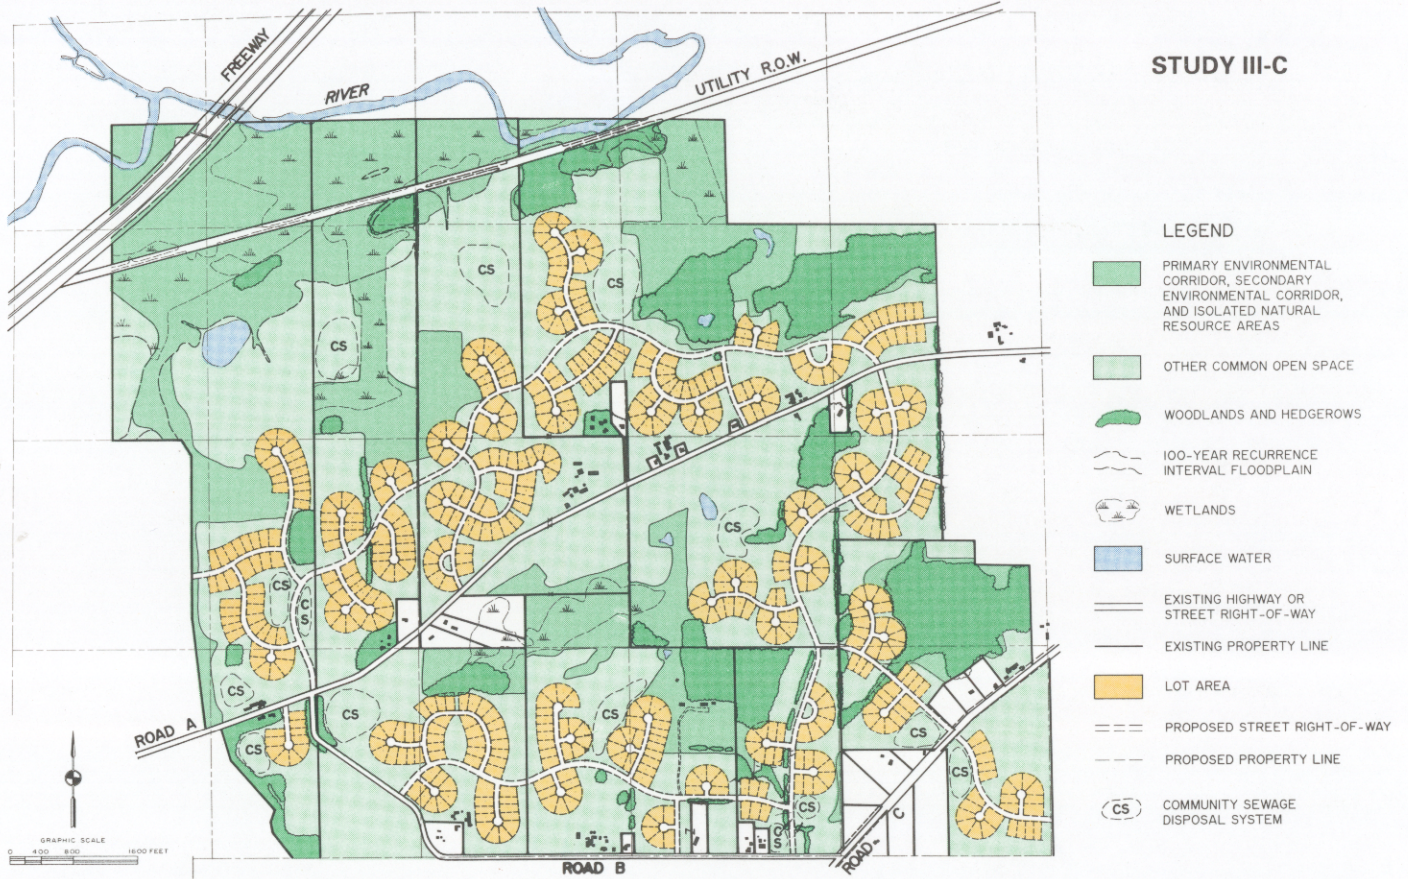 STUDY III-C
FREEWAY
RIVER
UTILITY R.O.W.
CS
CS
CS
CS
CS
C
S
CS
CS
CS
CS
CS
CS
CS
CS
C
S
ROAD A
ROAD B
ROAD C
GRAPHIC SCALE
0 400 800 1600 FEET
LEGEND
PRIMARY ENVIRONMENTAL
CORRIDOR, SECONDARY
ENVIRONMENTAL CORRIDOR,
AND ISOLATED NATURAL
RESOURCE AREAS
OTHER COMMON OPEN SPACE
WOODLANDS AND HEDGEROWS
100-YEAR RECURRENCE
INTERVAL FLOODPLAIN
WETLANDS
SURFACE WATER
EXISTING HIGHWAY OR
STREET RIGHT-OF-WAY
EXISTING PROPERTY LINE
LOT AREA
PROPOSED STREET RIGHT-OF-WAY
PROPOSED PROPERTY LINE
CS
COMMUNITY SEWAGE
DISPOSAL SYSTEM